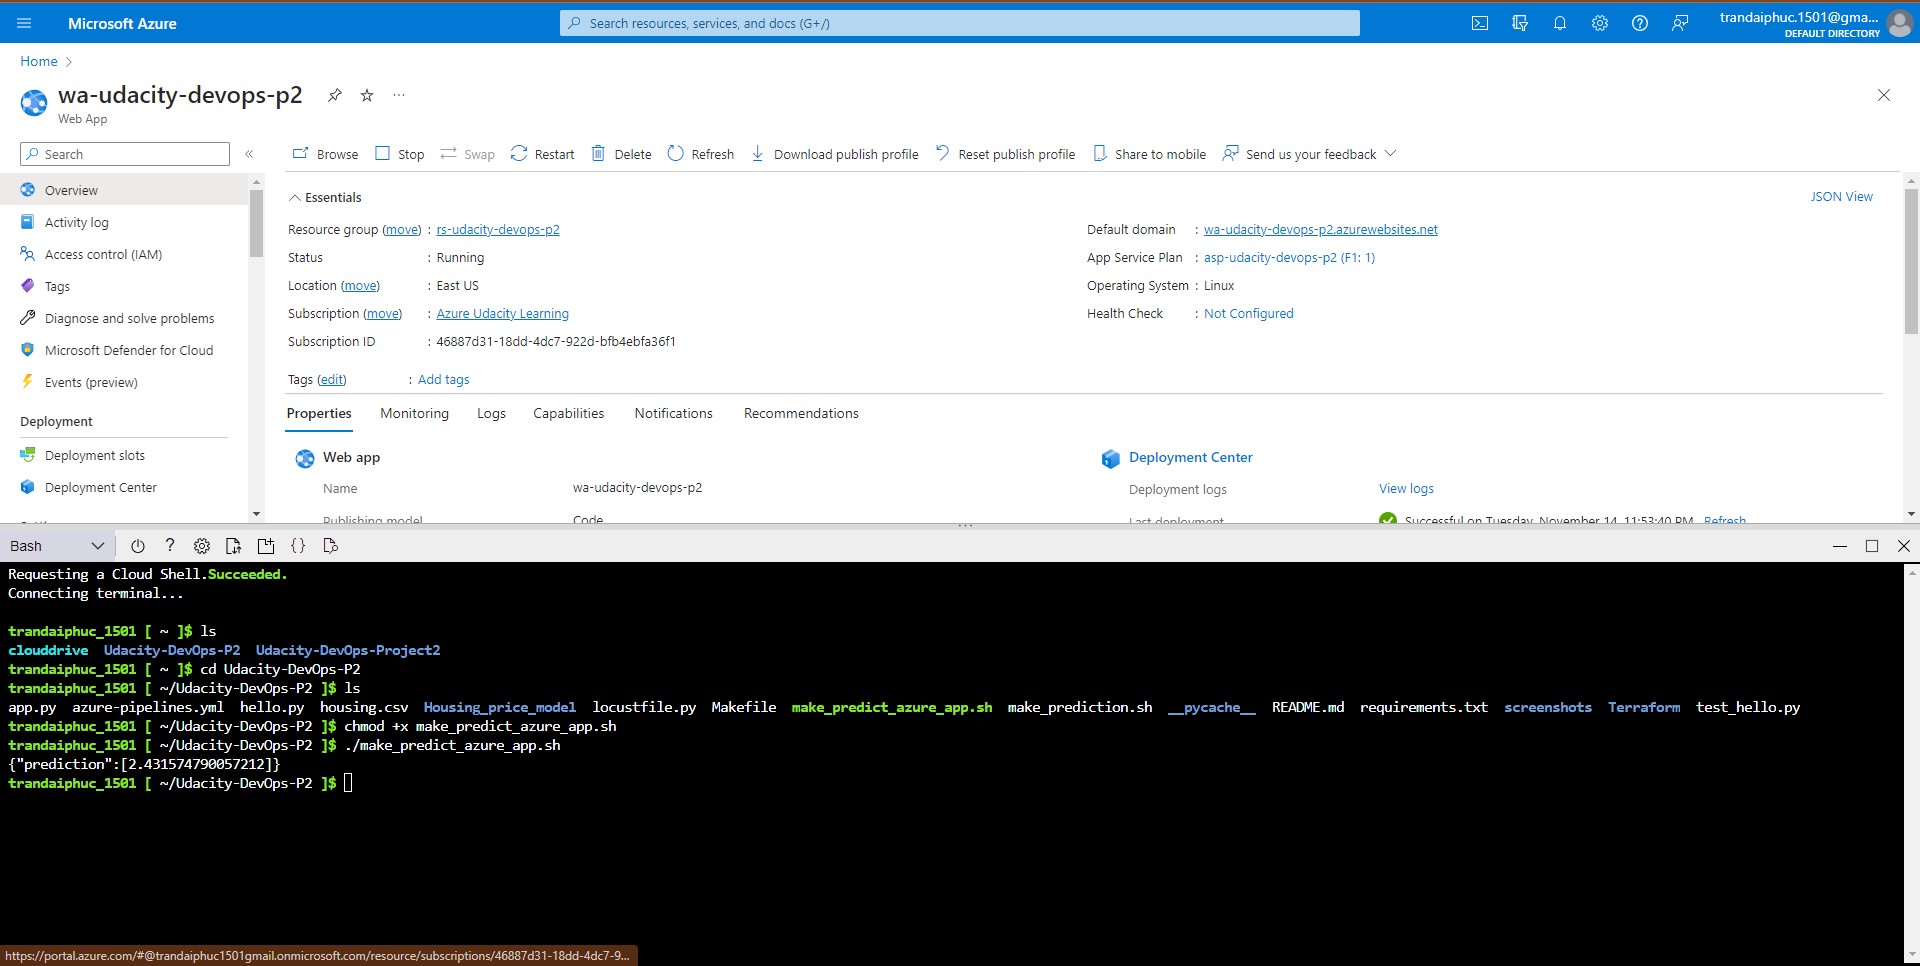 Microsoft Azure
Search resources, services, and docs (G+/)
trandaiphuc.1501@gma...
DEFAULT DIRECTORY
Home
wa-udacity-devops-p2
Web App
Search
Browse Stop Swap Restart Delete Refresh Download publish profile Reset publish profile Share to mobile Send us your feedback
Overview
Activity log
Access control (IAM)
Tags
Diagnose and solve problems
Microsoft Defender for Cloud
Events (preview)
Deployment
Deployment slots
Deployment Center
Essentials
JSON View
Resource group (move) : rs-udacity-devops-p2
Status : Running
Location (move) : East US
Subscription (move) : Azure Udacity Learning
Subscription ID : 46887d31-18dd-4dc7-922d-bfb4ebfa36f1
Default domain : wa-udacity-devops-p2.azurewebsites.net
App Service Plan : asp-udacity-devops-p2 (F1: 1)
Operating System : Linux
Health Check : Not Configured
Tags (edit) : Add tags
Properties Monitoring Logs Capabilities Notifications Recommendations
Web app
Name wa-udacity-devops-p2
Publishing model Code
Deployment Center
Deployment logs View logs
Last deployment Successful on Tuesday, November 14, 11:53:40 PM Refresh
Bash
Requesting a Cloud Shell.Succeeded.
Connecting terminal...
trandaiphuc_1501 [ ~ ]$ ls
clouddrive Udacity-DevOps-P2 Udacity-DevOps-Project2
trandaiphuc_1501 [ ~ ]$ cd Udacity-DevOps-P2
trandaiphuc_1501 [ ~/Udacity-DevOps-P2 ]$ ls
app.py azure-pipelines.yml hello.py housing.csv Housing_price_model locustfile.py Makefile make_predict_azure_app.sh make_prediction.sh __pycache__ README.md requirements.txt screenshots Terraform test_hello.py
trandaiphuc_1501 [ ~/Udacity-DevOps-P2 ]$ chmod +x make_predict_azure_app.sh
trandaiphuc_1501 [ ~/Udacity-DevOps-P2 ]$ ./make_predict_azure_app.sh
{"prediction":[2.431574790057212]}
trandaiphuc_1501 [ ~/Udacity-DevOps-P2 ]$
https://portal.azure.com/#@trandaiphuc1501gmail.onmicrosoft.com/resource/subscriptions/46887d31-18dd-4dc7-9...